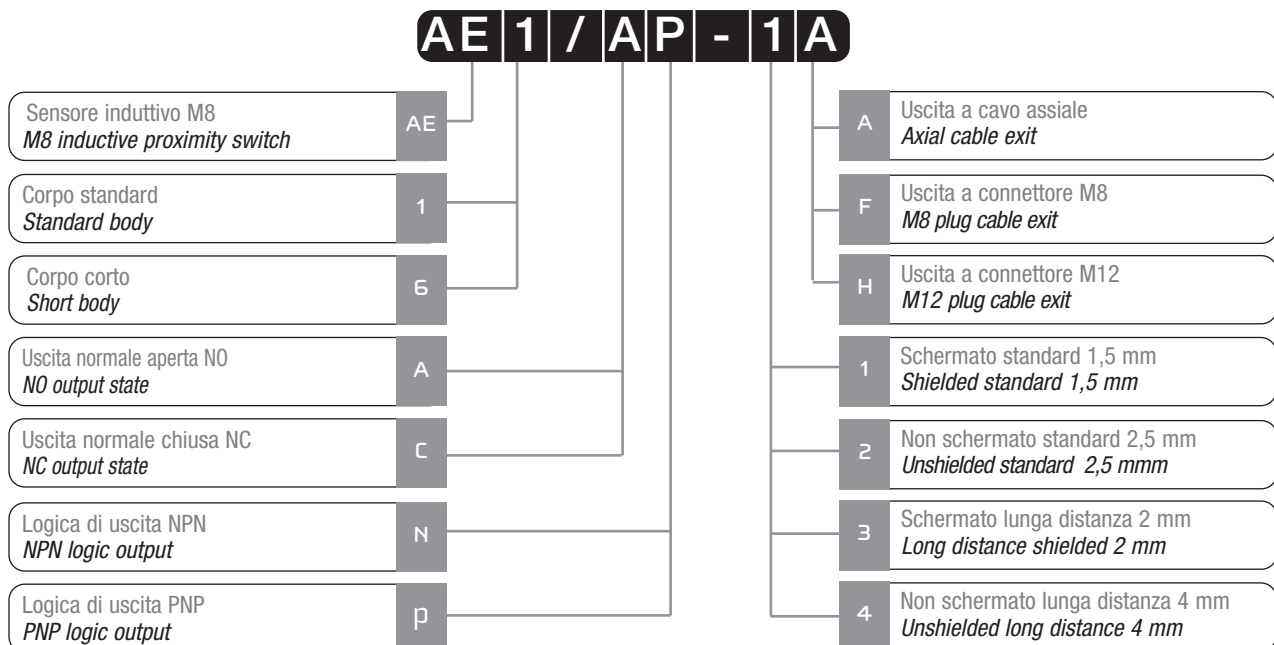 AE1/AP-1A
Sensore induttivo M8
M8 inductive proximity switch
AE
Corpo standard
Standard body
1
Corpo corto
Short body
6
Uscita normale aperta NO
NO output state
A
Uscita normale chiusa NC
NC output state
C
Logica di uscita NPN
NPN logic output
N
Logica di uscita PNP
PNP logic output
P
A
Uscita a cavo assiale
Axial cable exit
F
Uscita a connettore M8
M8 plug cable exit
H
Uscita a connettore M12
M12 plug cable exit
1
Schermato standard 1,5 mm
Shielded standard 1,5 mm
2
Non schermato standard 2,5 mm
Unshielded standard 2,5 mmm
3
Schermato lunga distanza 2 mm
Long distance shielded 2 mm
4
Non schermato lunga distanza 4 mm
Unshielded long distance 4 mm